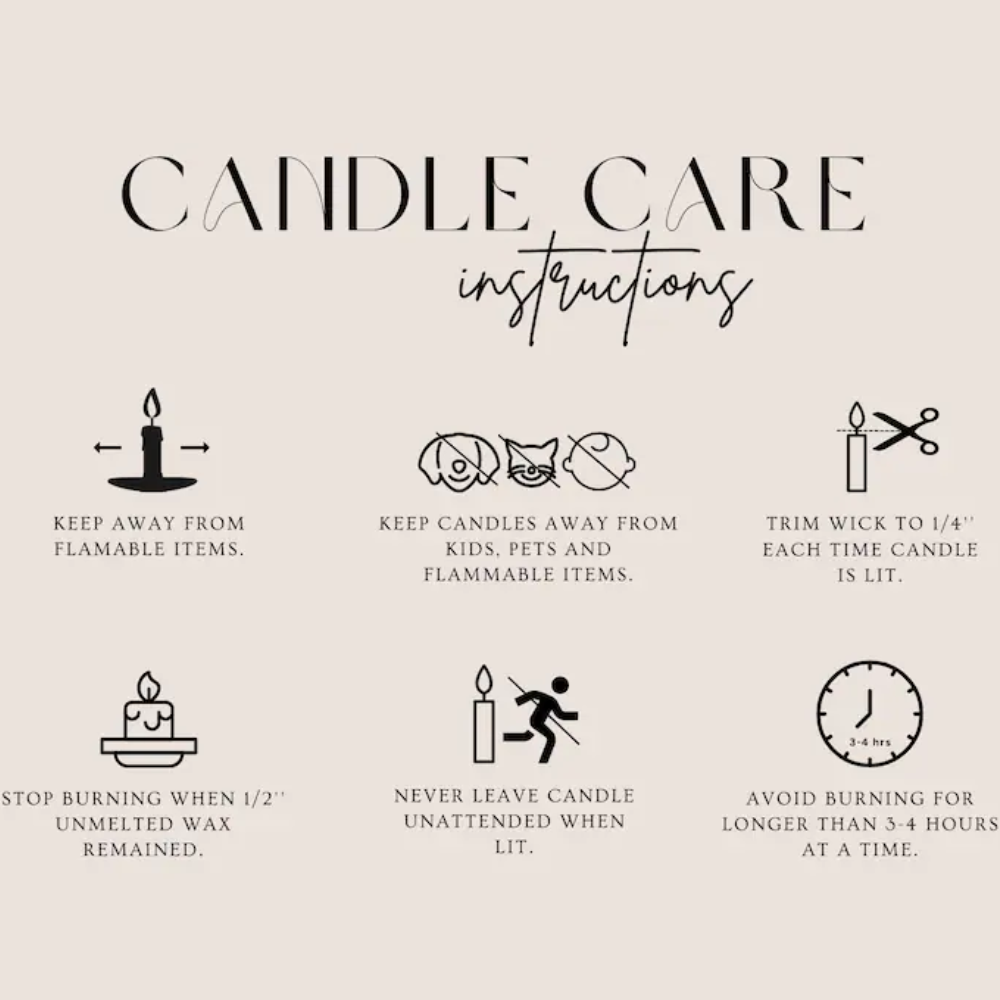 CANDLE CARE
instructions
KEEP AWAY FROM
FLAMABLE ITEMS.
KEEP CANDLES AWAY FROM
KIDS, PETS AND
FLAMMABLE ITEMS.
TRIM WICK TO 1/4''
EACH TIME CANDLE
IS LIT.
STOP BURNING WHEN 1/2''
UNMELTED WAX
REMAINED.
NEVER LEAVE CANDLE
UNATTENDED WHEN
LIT.
3-4 hrs
AVOID BURNING FOR
LONGER THAN 3-4 HOURS
AT A TIME.